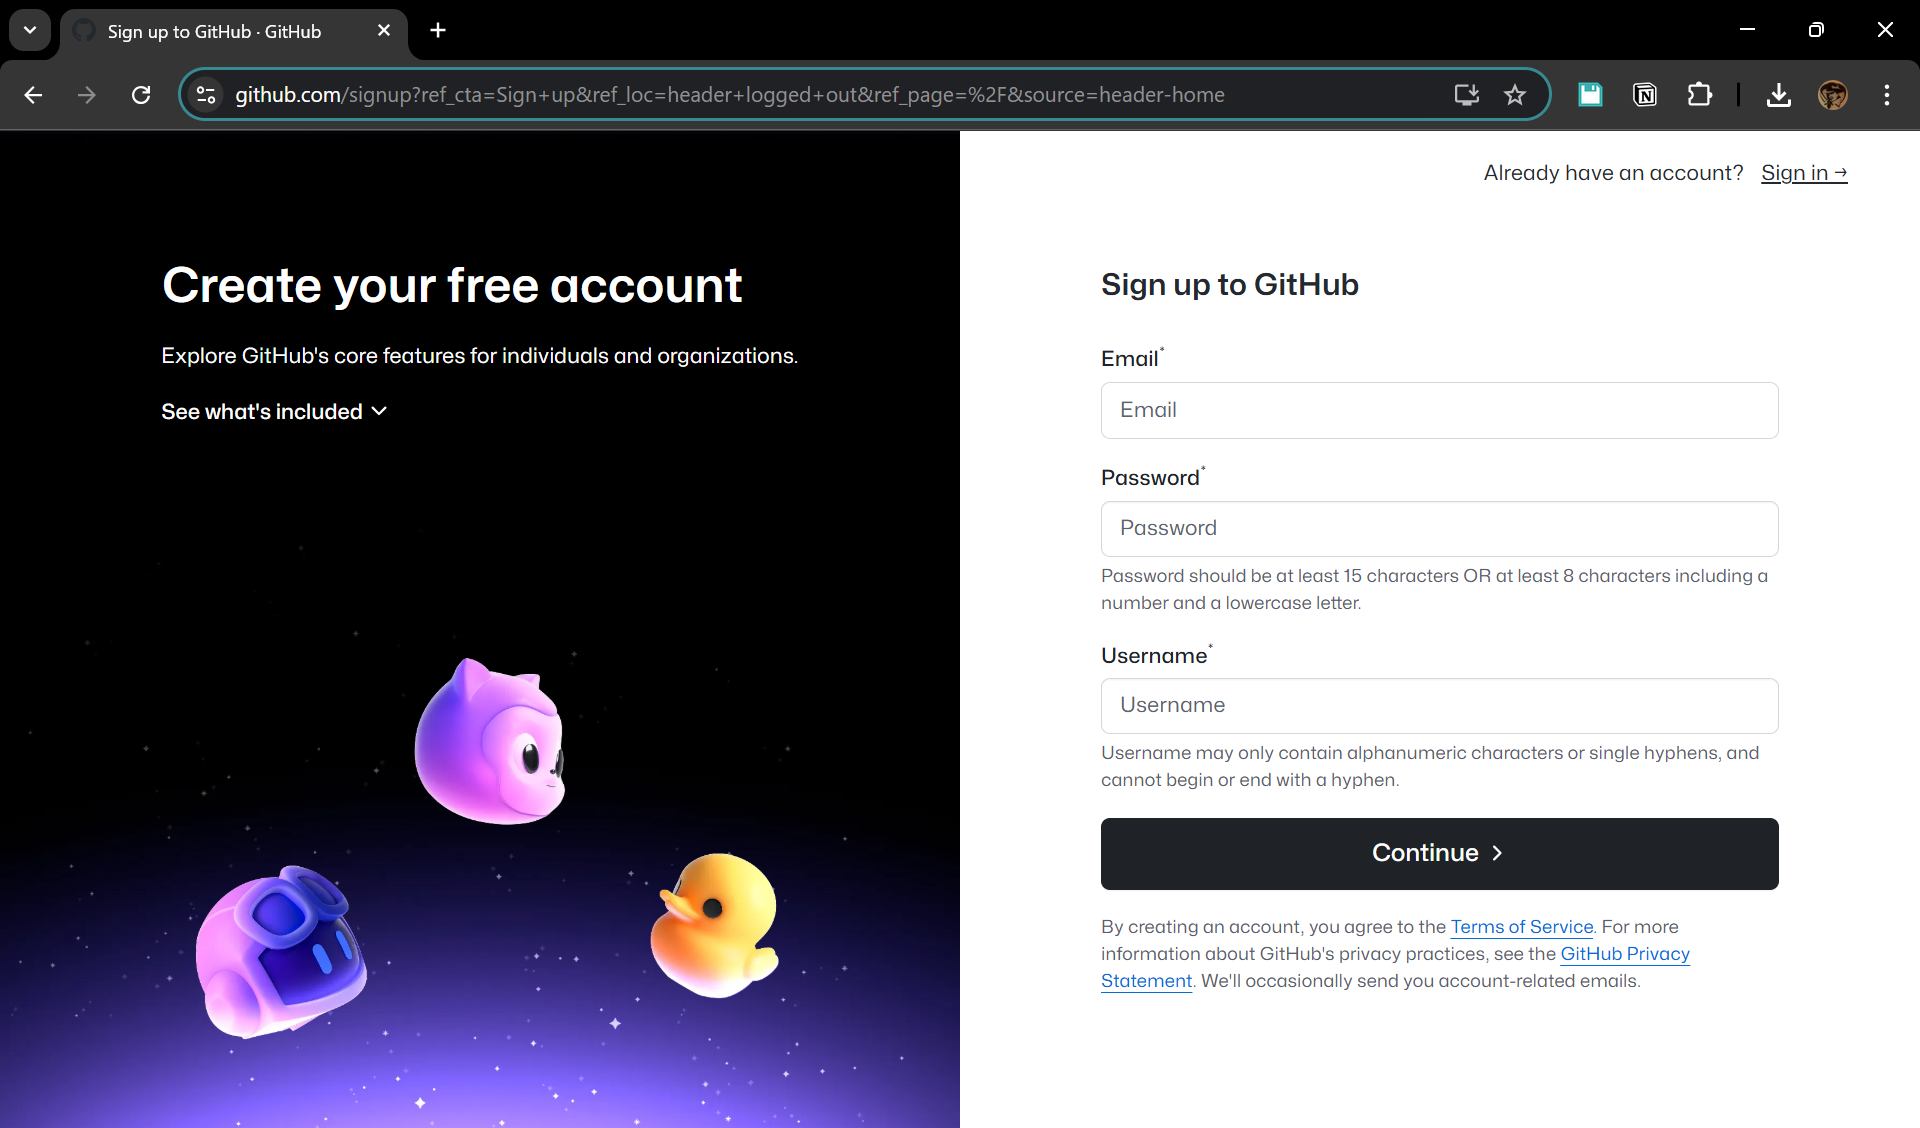 Sign up to GitHub · GitHub
github.com/signup?ref_cta=Sign+up&ref_loc=header+logged+out&ref_page=%2F&source=header-home
Create your free account
Explore GitHub's core features for individuals and organizations.
See what's included
Already have an account? Sign in →
Sign up to GitHub
Email*
Email
Password*
Password
Password should be at least 15 characters OR at least 8 characters including a
number and a lowercase letter.
Username*
Username
Username may only contain alphanumeric characters or single hyphens, and
cannot begin or end with a hyphen.
Continue
By creating an account, you agree to the Terms of Service. For more
information about GitHub's privacy practices, see the GitHub Privacy
Statement. We'll occasionally send you account-related emails.